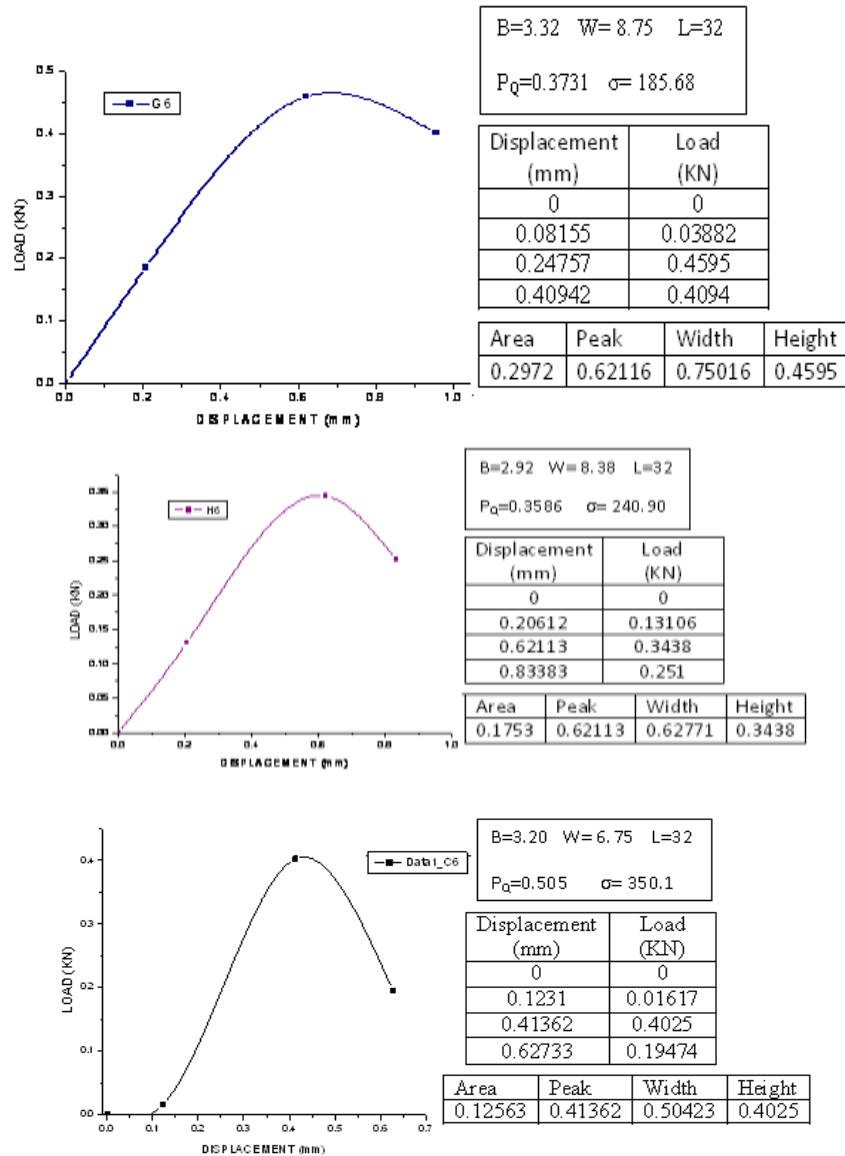 B=3.32 W= 8.75 L=32
P_Q=0.3731 σ= 185.68
0.5
0.4
0.3
0.2
0.1
0.0
LOAD (KN)
G 6
0.0 0.2 0.4 0.6 0.8 1.0
DISPLACEMENT (mm)
Displacement (mm) Load (KN)
0 0
0.08155 0.03882
0.24757 0.4595
0.40942 0.4094
Area Peak Width Height
0.2972 0.62116 0.75016 0.4595
B=2.92 W=8.38 L=32
P_Q=0.3586 σ= 240.90
0.35
0.30
0.25
0.20
0.15
0.10
0.05
0.00
LOAD (KN)
H6
0.0 0.2 0.4 0.6 0.8 1.0
DISPLACEMENT (mm)
Displacement (mm) Load (KN)
0 0
0.20612 0.13106
0.62113 0.3438
0.83383 0.251
Area Peak Width Height
0.1753 0.62113 0.62771 0.3438
B=3.20 W=6.75 L=32
P_Q=0.505 σ= 350.1
0.4
0.3
0.2
0.1
0.0
LOAD (KN)
Data1_C6
0.0 0.1 0.2 0.3 0.4 0.5 0.6 0.7
DISPLACEMENT (mm)
Displacement (mm) Load (KN)
0 0
0.1231 0.01617
0.41362 0.4025
0.62733 0.19474
Area Peak Width Height
0.12563 0.41362 0.50423 0.4025